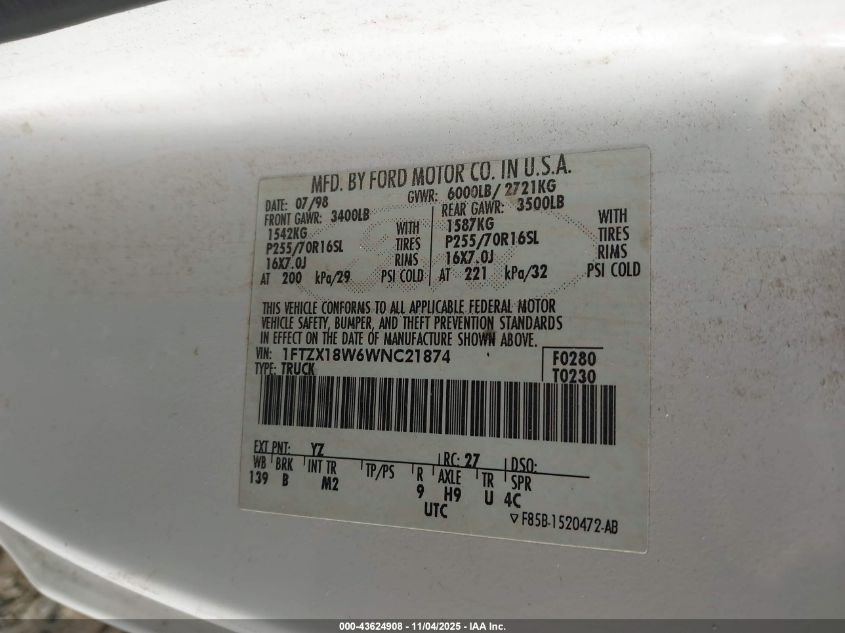 MFD. BY FORD MOTOR CO. IN U.S.A.
DATE: 07/98 GVWR: 6000LB/ 2721KG
FRONT GAWR: 3400LB REAR GAWR: 3500LB
1542KG WITH 1587KG WITH
P255/70R16SL TIRES P255/70R16SL TIRES
16X7.0J RIMS 16X7.0J RIMS
AT 200 kPa/29 PSI COLD AT 221 kPa/32 PSI COLD
THIS VEHICLE CONFORMS TO ALL APPLICABLE FEDERAL MOTOR
VEHICLE SAFETY, BUMPER, AND THEFT PREVENTION STANDARDS
IN EFFECT ON THE DATE OF MANUFACTURE SHOWN ABOVE.
VIN: 1FTZX18W6WNC21874 F0280
TYPE: TRUCK T0230
EXT PNT: YZ RC: 27 DSO:
WB BRK INT TR TP/PS R AXLE TR SPR
139 B M2 9 H9 U 4C
UTC F85B-1520472-AB
000-43624908 - 11/04/2025 - IAA Inc.